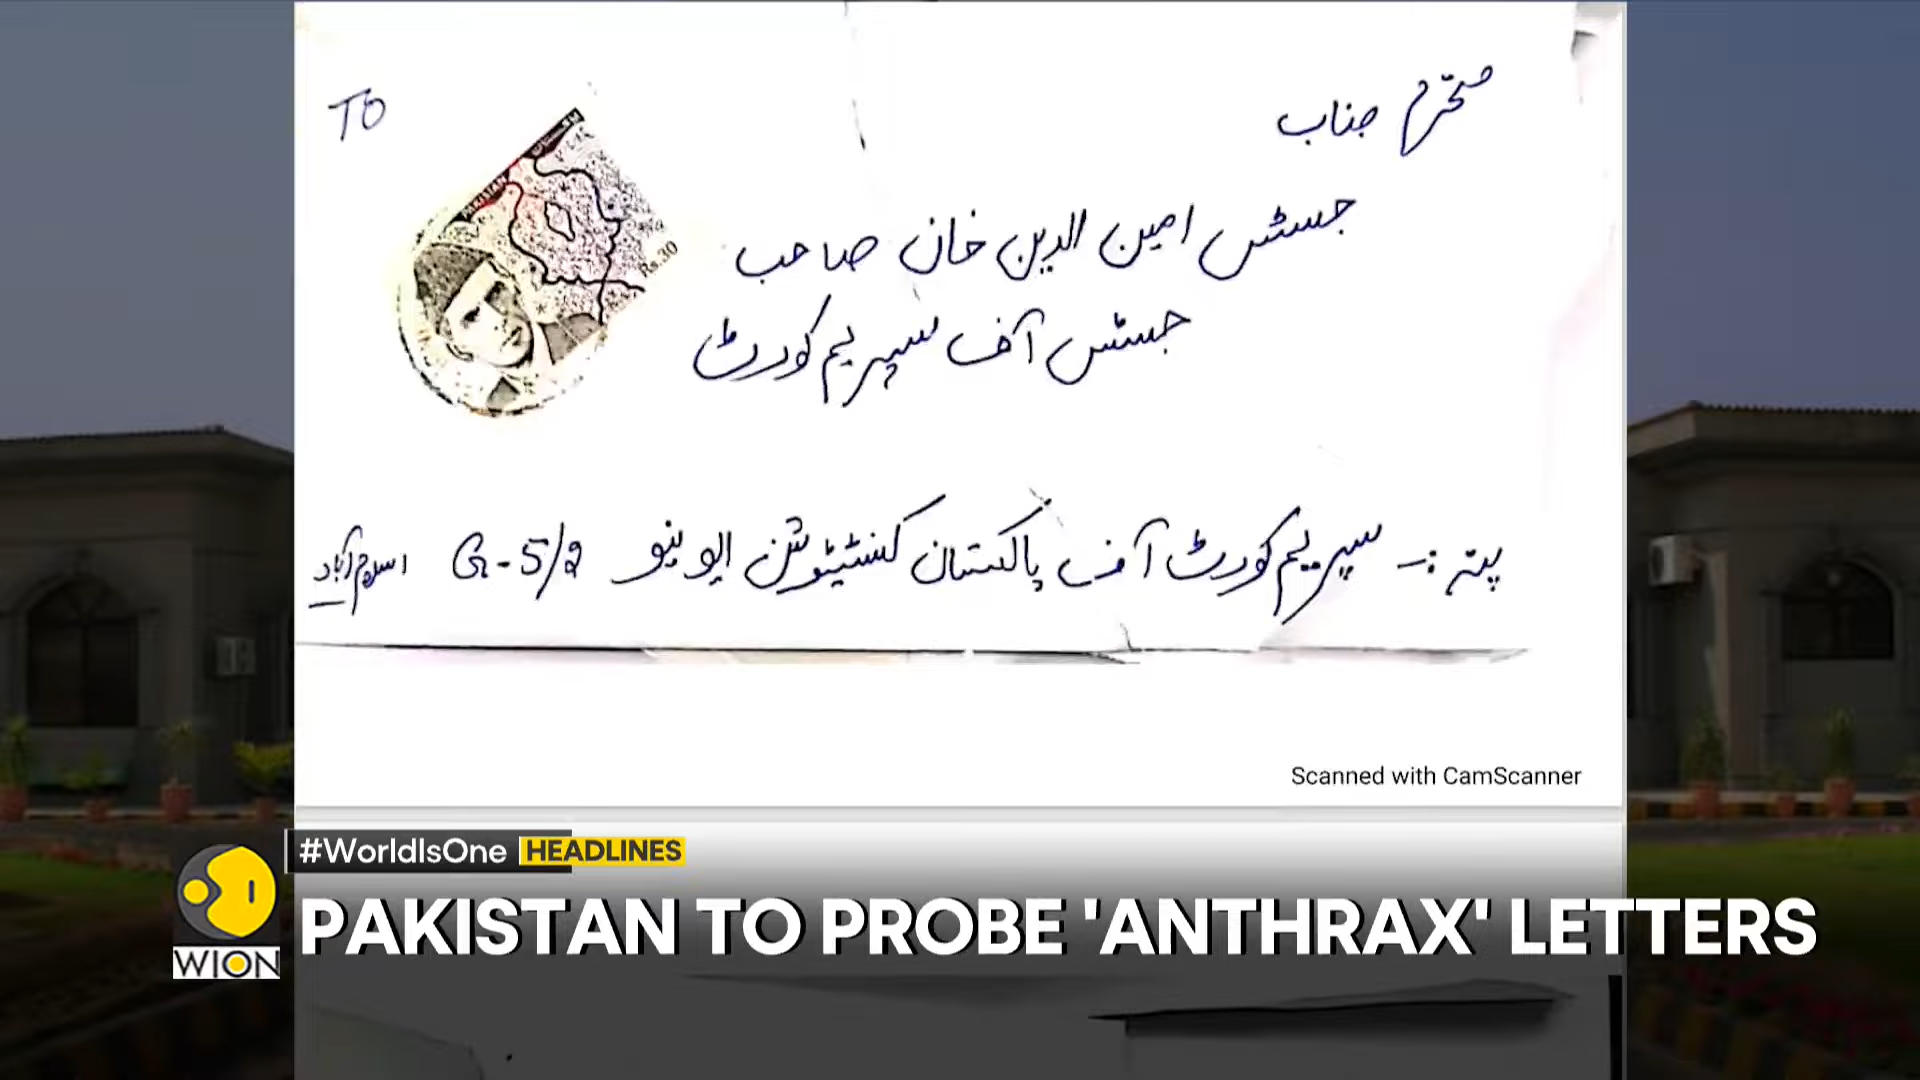 TO
محترم جناب
PAKISTAN
Rs.30
جسٹس امین الدین خان صاحب
جسٹس آف سپریم کورٹ
پتہ :۔ سپریم کورٹ آف پاکستان کنسٹیٹوشن ایونیو G-5/2 اسلام آباد
Scanned with CamScanner
#WorldIsOne HEADLINES
PAKISTAN TO PROBE 'ANTHRAX' LETTERS
WION